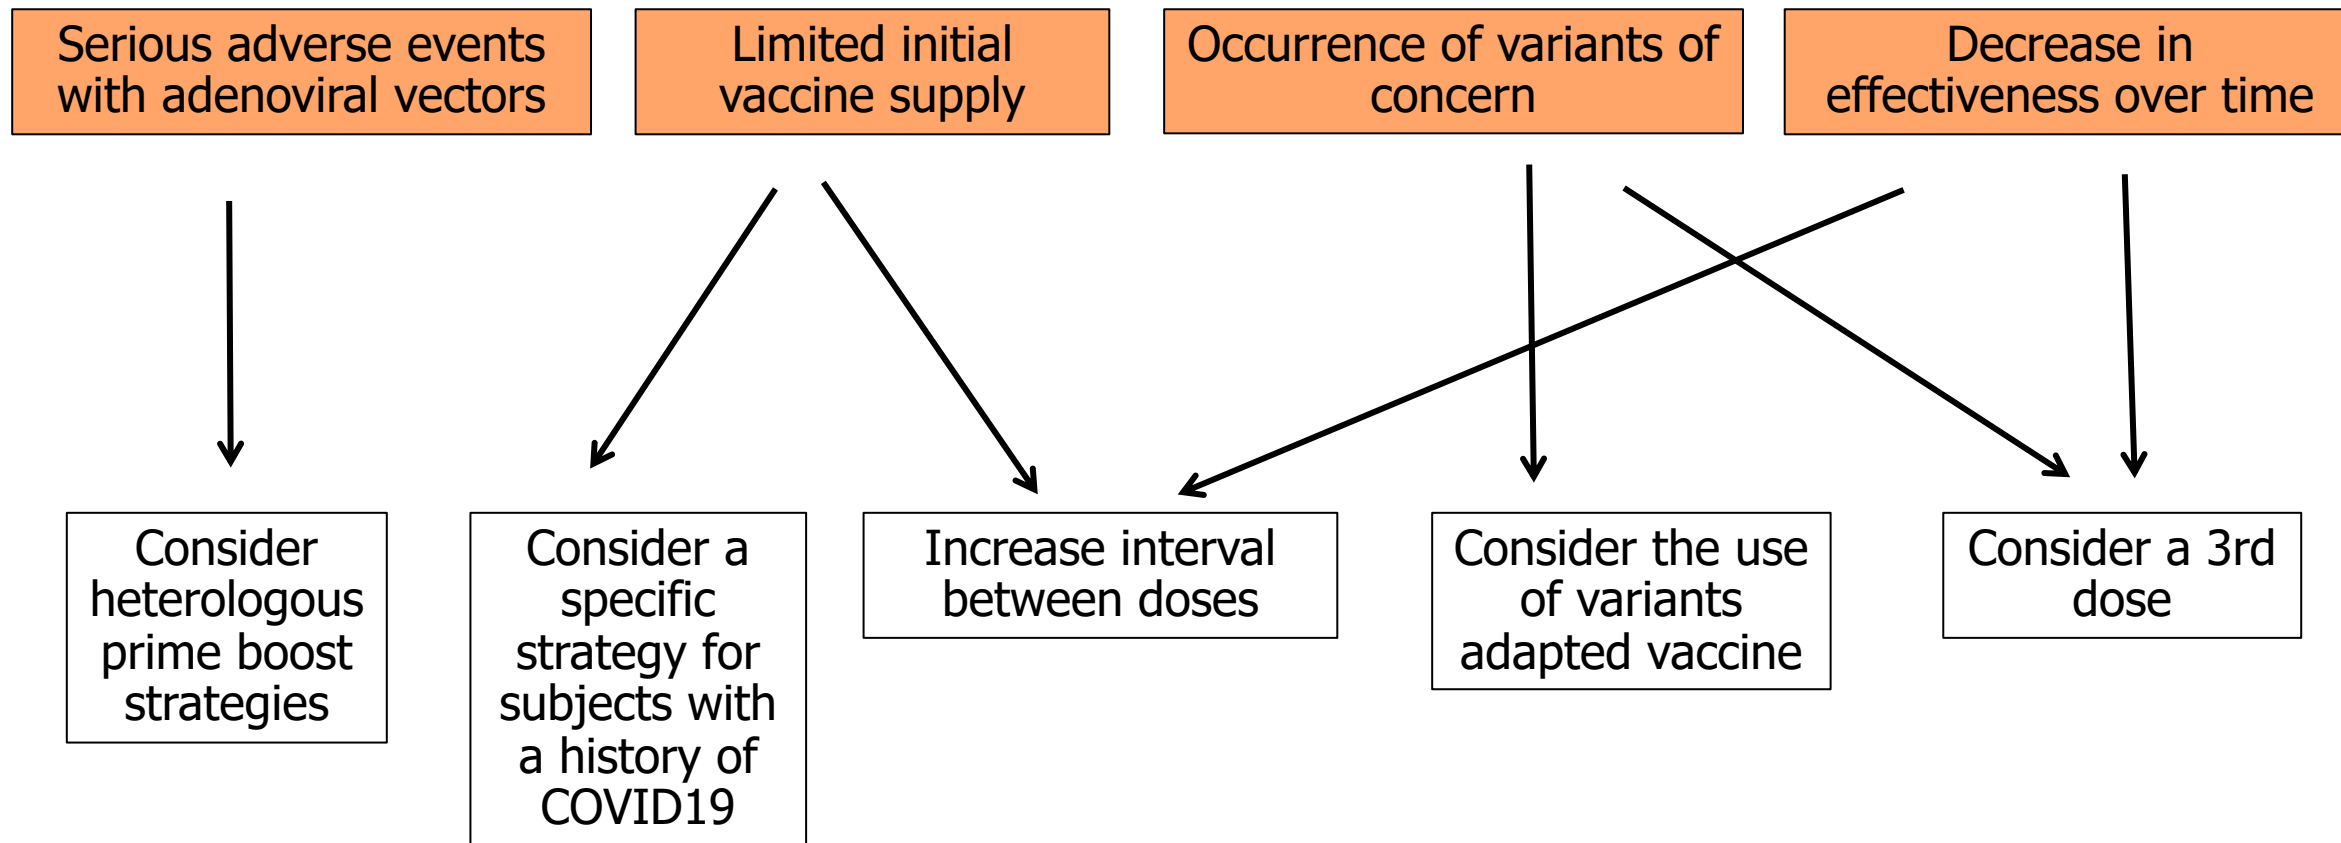 Serious adverse events
with adenoviral vectors
Limited initial
vaccine supply
Occurrence of variants of
concern
Decrease in
effectiveness over time
Consider
heterologous
prime boost
strategies
Consider a
specific
strategy for
subjects with
a history of
COVID19
Increase interval
between doses
Consider the use
of variants
adapted vaccine
Consider a 3rd
dose